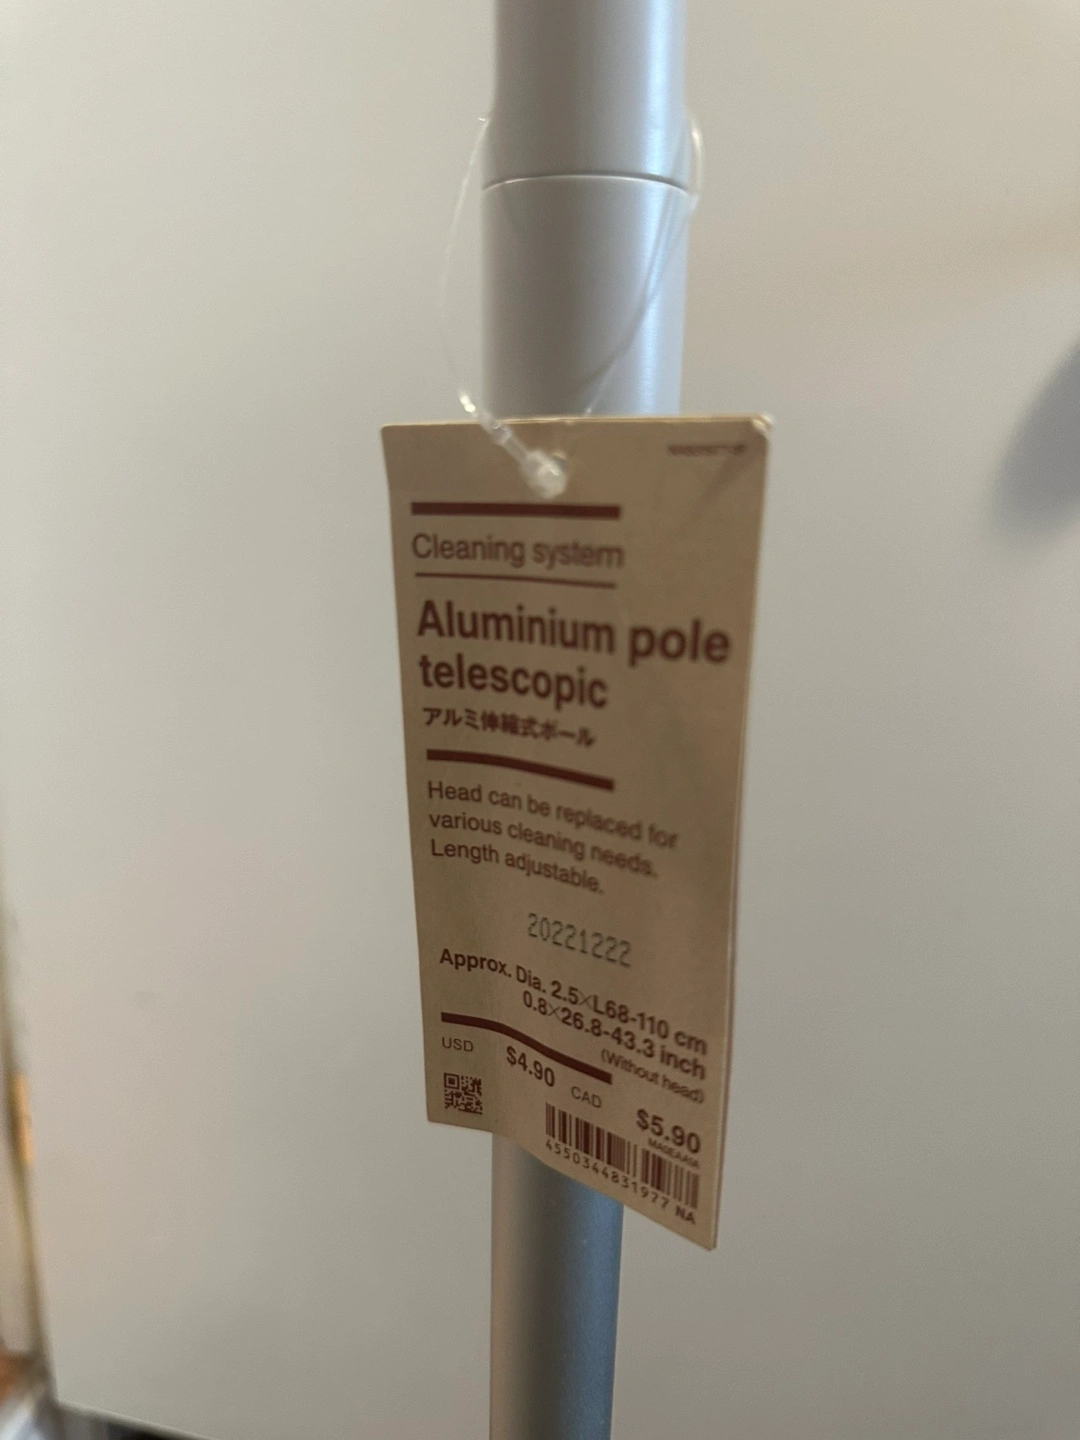 Cleaning system
Aluminium pole
telescopic
アルミ伸縮式ポール
Head can be replaced for
various cleaning needs.
Length adjustable.
20221222
Approx. Dia. 2.5×L68-110 cm
0.8×26.8-43.3 inch
(Without head)
USD $4.90 CAD $5.90
4550344831977 NA